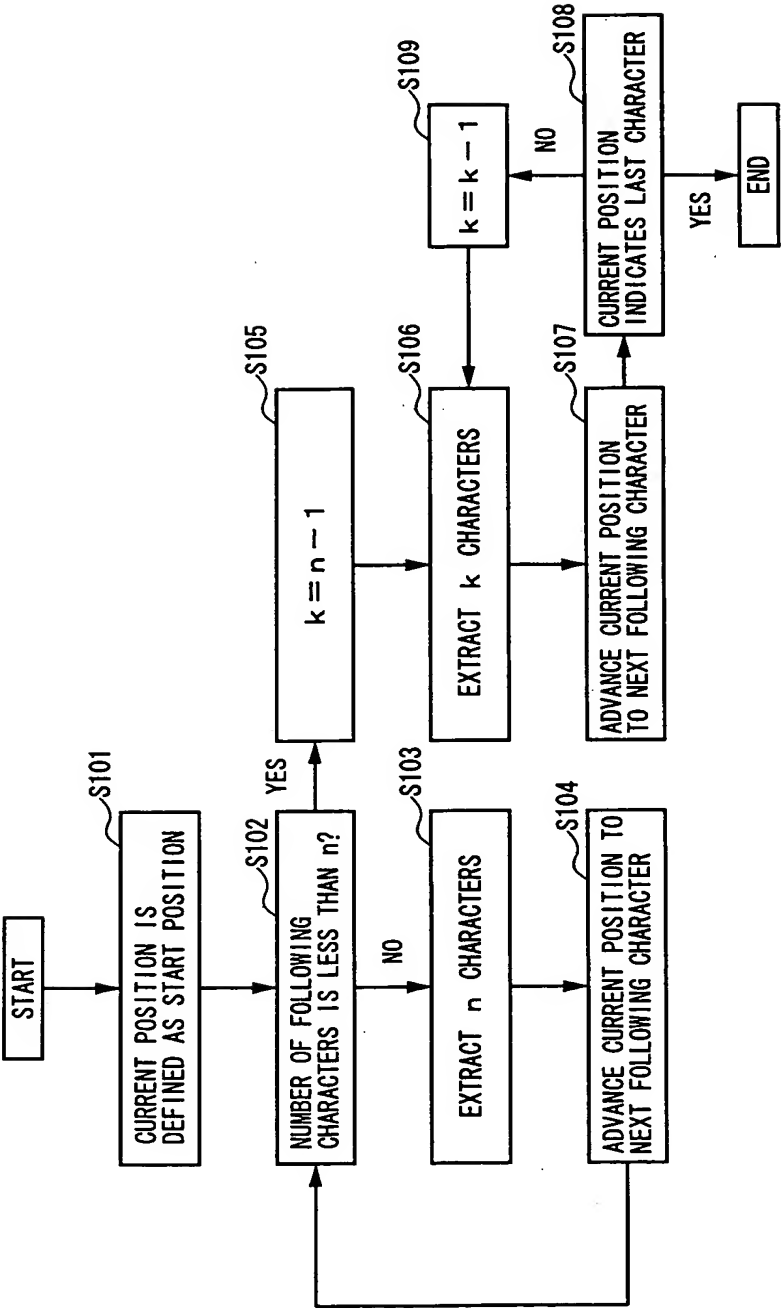 START
S101
CURRENT POSITION IS
DEFINED AS START POSITION
S102
NUMBER OF FOLLOWING
CHARACTERS IS LESS THAN n?
YES
NO
S103
EXTRACT n CHARACTERS
S104
ADVANCE CURRENT POSITION TO
NEXT FOLLOWING CHARACTER
S105
k=n-1
S106
EXTRACT k CHARACTERS
S107
ADVANCE CURRENT POSITION
TO NEXT FOLLOWING CHARACTER
S109
k=k-1
NO
S108
CURRENT POSITION
INDICATES LAST CHARACTER
YES
END